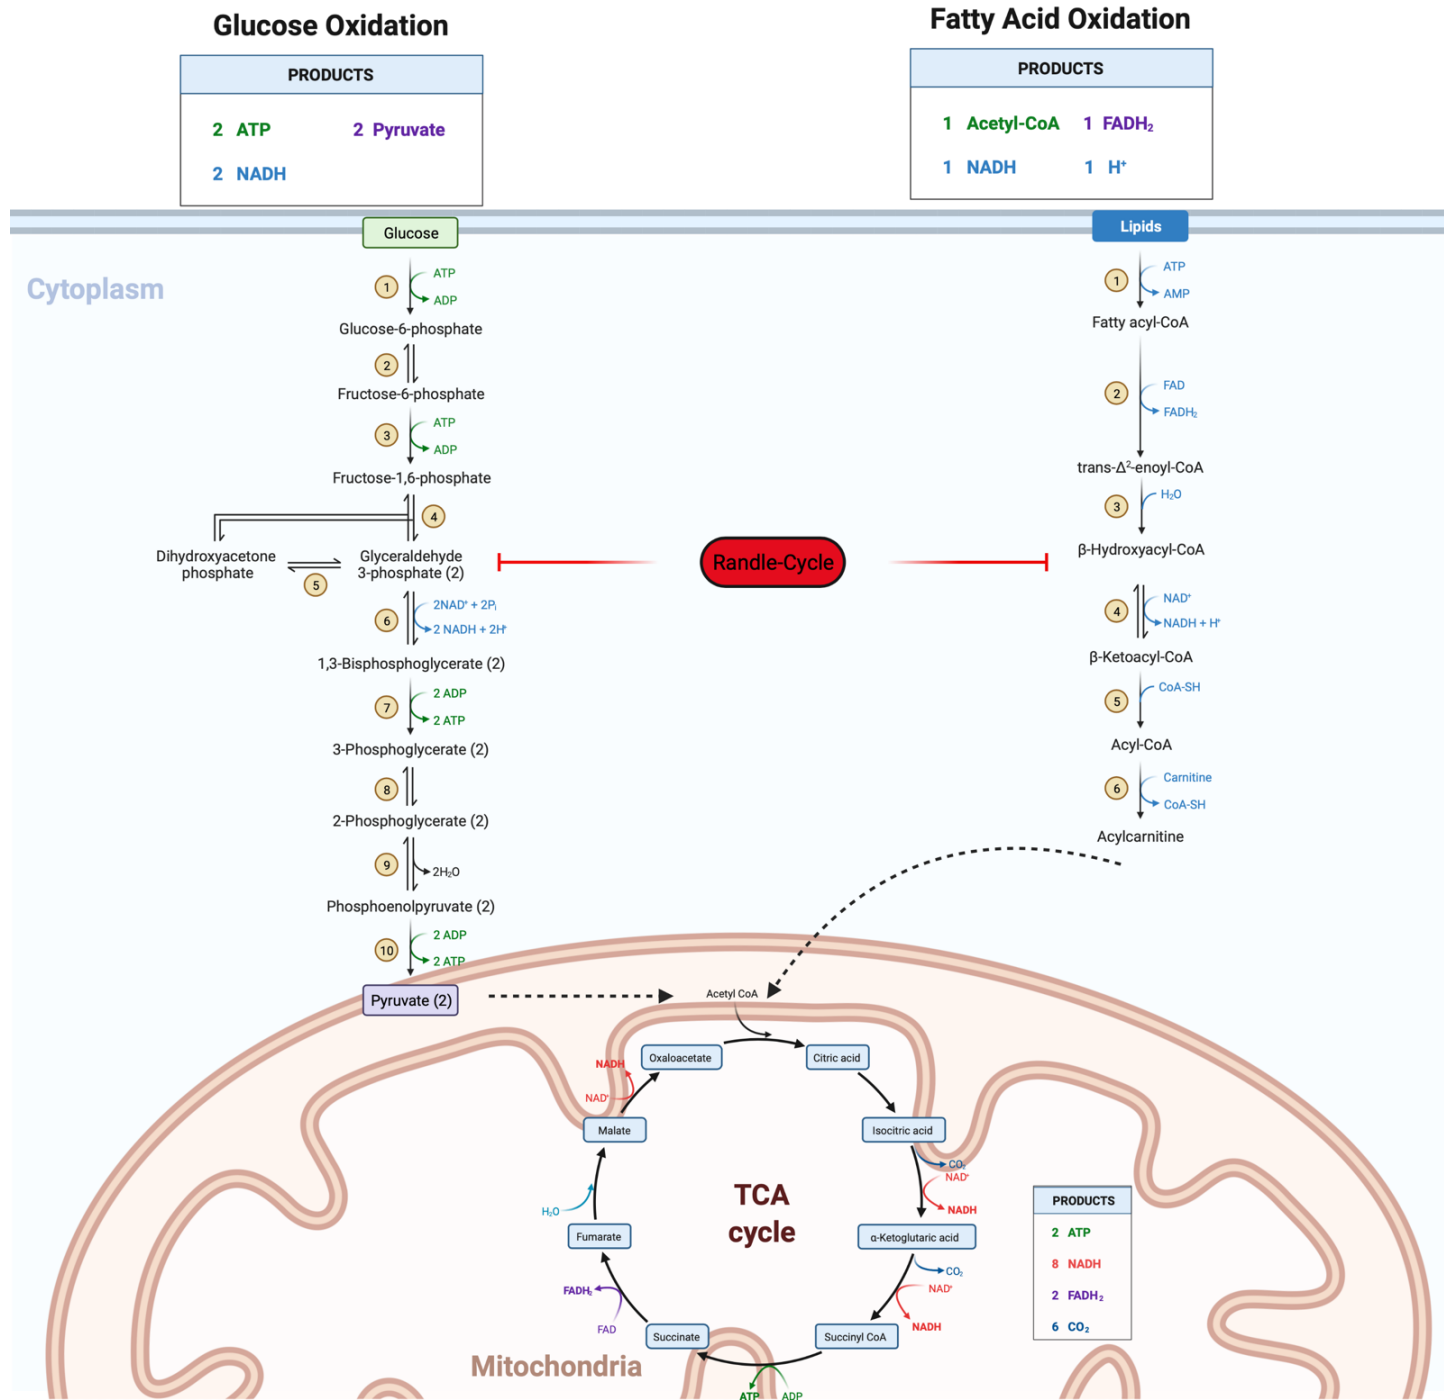 Glucose Oxidation
PRODUCTS
2 ATP 2 Pyruvate
2 NADH
Fatty Acid Oxidation
PRODUCTS
1 Acetyl-CoA 1 FADH₂
1 NADH 1 H⁺
Cytoplasm
Glucose
1
ATP
ADP
Glucose-6-phosphate
2
Fructose-6-phosphate
3
ATP
ADP
Fructose-1,6-phosphate
4
Dihydroxyacetone
phosphate
5
Glyceraldehyde
3-phosphate (2)
6
2NAD⁺ + 2Pᵢ
2 NADH + 2H⁺
1,3-Bisphosphoglycerate (2)
7
2 ADP
2 ATP
3-Phosphoglycerate (2)
8
2-Phosphoglycerate (2)
9
2H₂O
Phosphoenolpyruvate (2)
10
2 ADP
2 ATP
Pyruvate (2)
Randle-Cycle
Lipids
1
ATP
AMP
Fatty acyl-CoA
2
FAD
FADH₂
trans-Δ²-enoyl-CoA
3
H₂O
β-Hydroxyacyl-CoA
4
NAD⁺
NADH + H⁺
β-Ketoacyl-CoA
5
CoA-SH
Acyl-CoA
6
Carnitine
CoA-SH
Acylcarnitine
Acetyl CoA
Oxaloacetate
Citric acid
Isocitric acid
CO₂
NAD⁺
NADH
α-Ketoglutaric acid
CO₂
NAD⁺
NADH
Succinyl CoA
ATP
ADP
Succinate
FAD
FADH₂
Fumarate
H₂O
Malate
NAD⁺
NADH
TCA
cycle
Mitochondria
PRODUCTS
2 ATP
8 NADH
2 FADH₂
6 CO₂